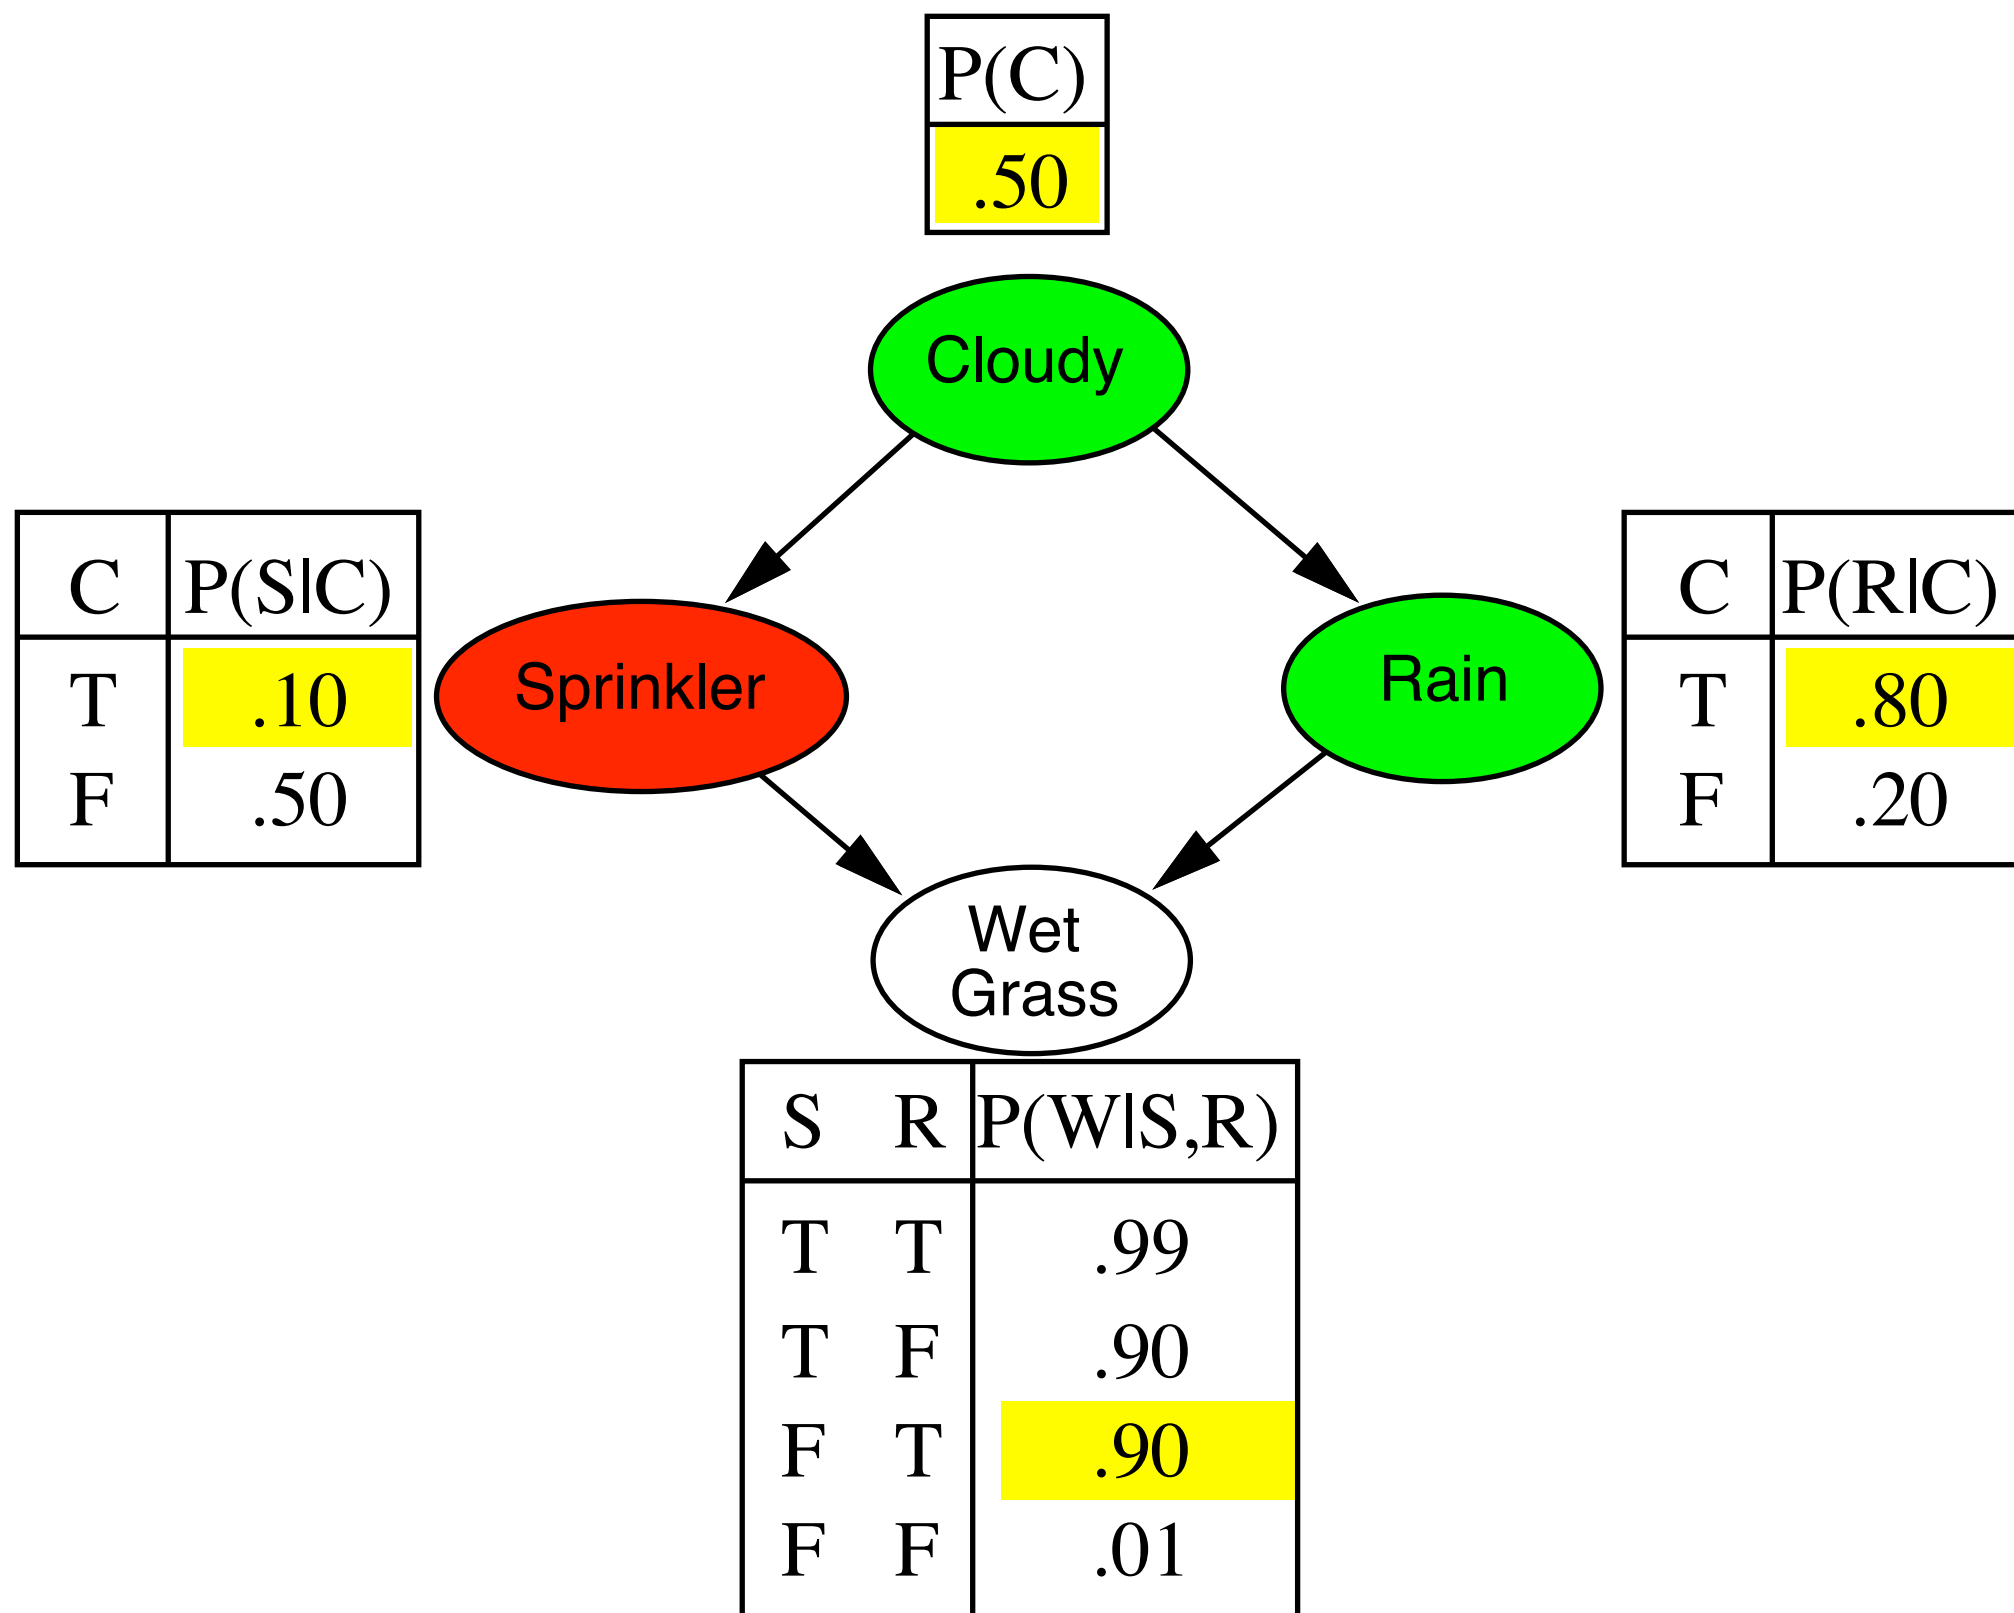 P(C)
.50
Cloudy
C P(S|C)
T .10
F .50
Sprinkler
Rain
C P(R|C)
T .80
F .20
Wet
Grass
S R P(W|S,R)
T T .99
T F .90
F T .90
F F .01